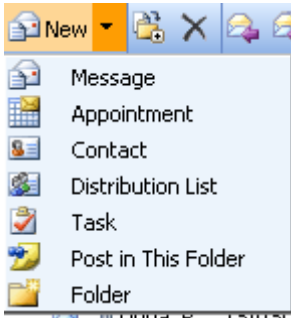 New
Message
Appointment
Contact
Distribution List
Task
Post in This Folder
Folder